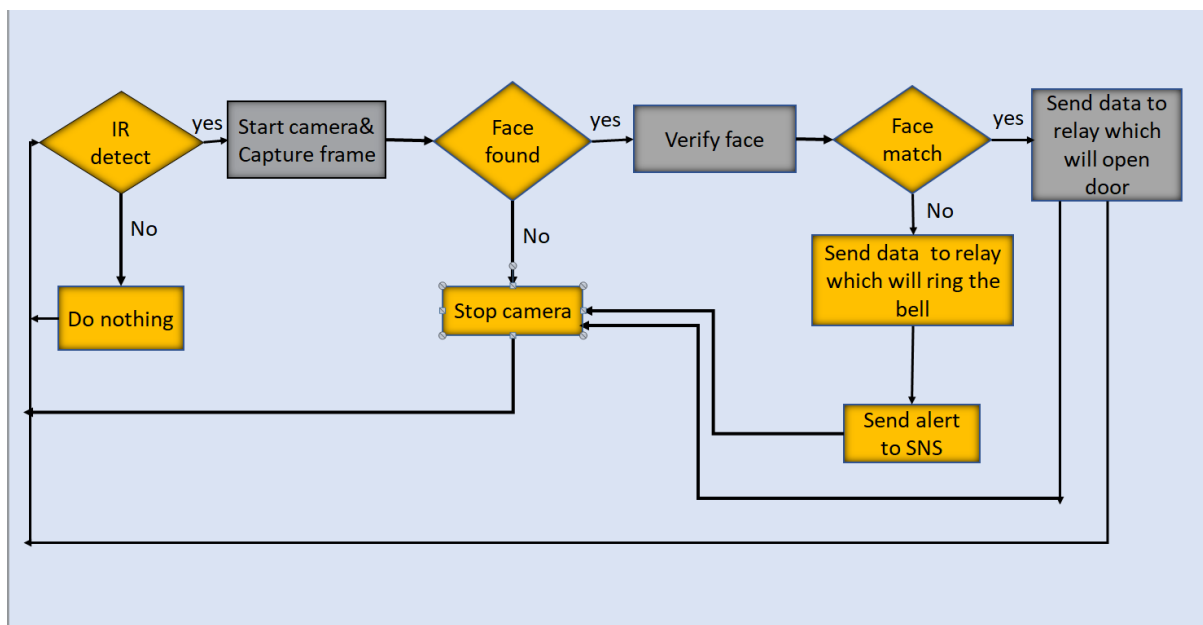 IR
detect
yes
Start camera&
Capture frame
Face
found
yes
Verify face
Face
match
yes
Send data to
relay which
will open
door
No
Do nothing
No
Stop camera
No
Send data  to relay
which will ring the
bell
Send alert
to SNS